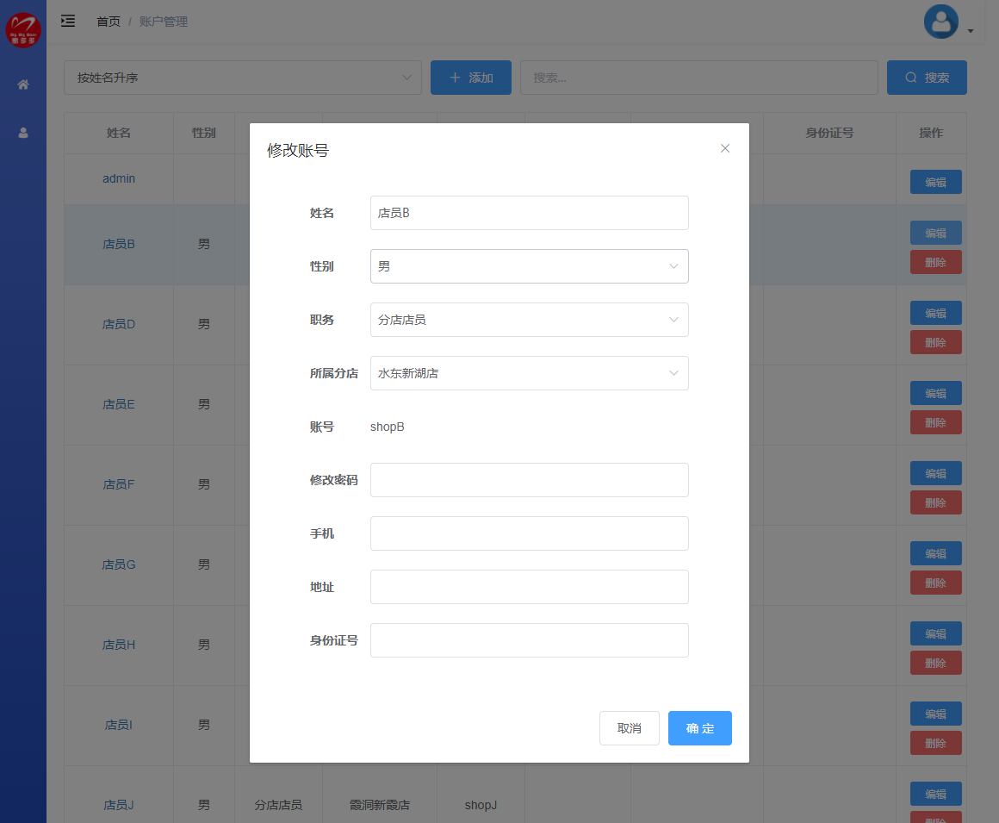 首页 / 账户管理
按姓名升序
添加
搜索...
搜索
姓名
性别
身份证号
操作
修改账号
admin
编辑
姓名
店员B
店员B
男
编辑
删除
性别
男
职务
分店店员
店员D
男
编辑
删除
所属分店
水东新湖店
店员E
男
编辑
删除
账号
shopB
修改密码
店员F
男
编辑
删除
手机
店员G
男
编辑
删除
地址
身份证号
店员H
男
编辑
删除
店员I
男
编辑
删除
取消
确 定
店员J
男
分店店员
霞洞新霞店
shopJ
编辑
删除